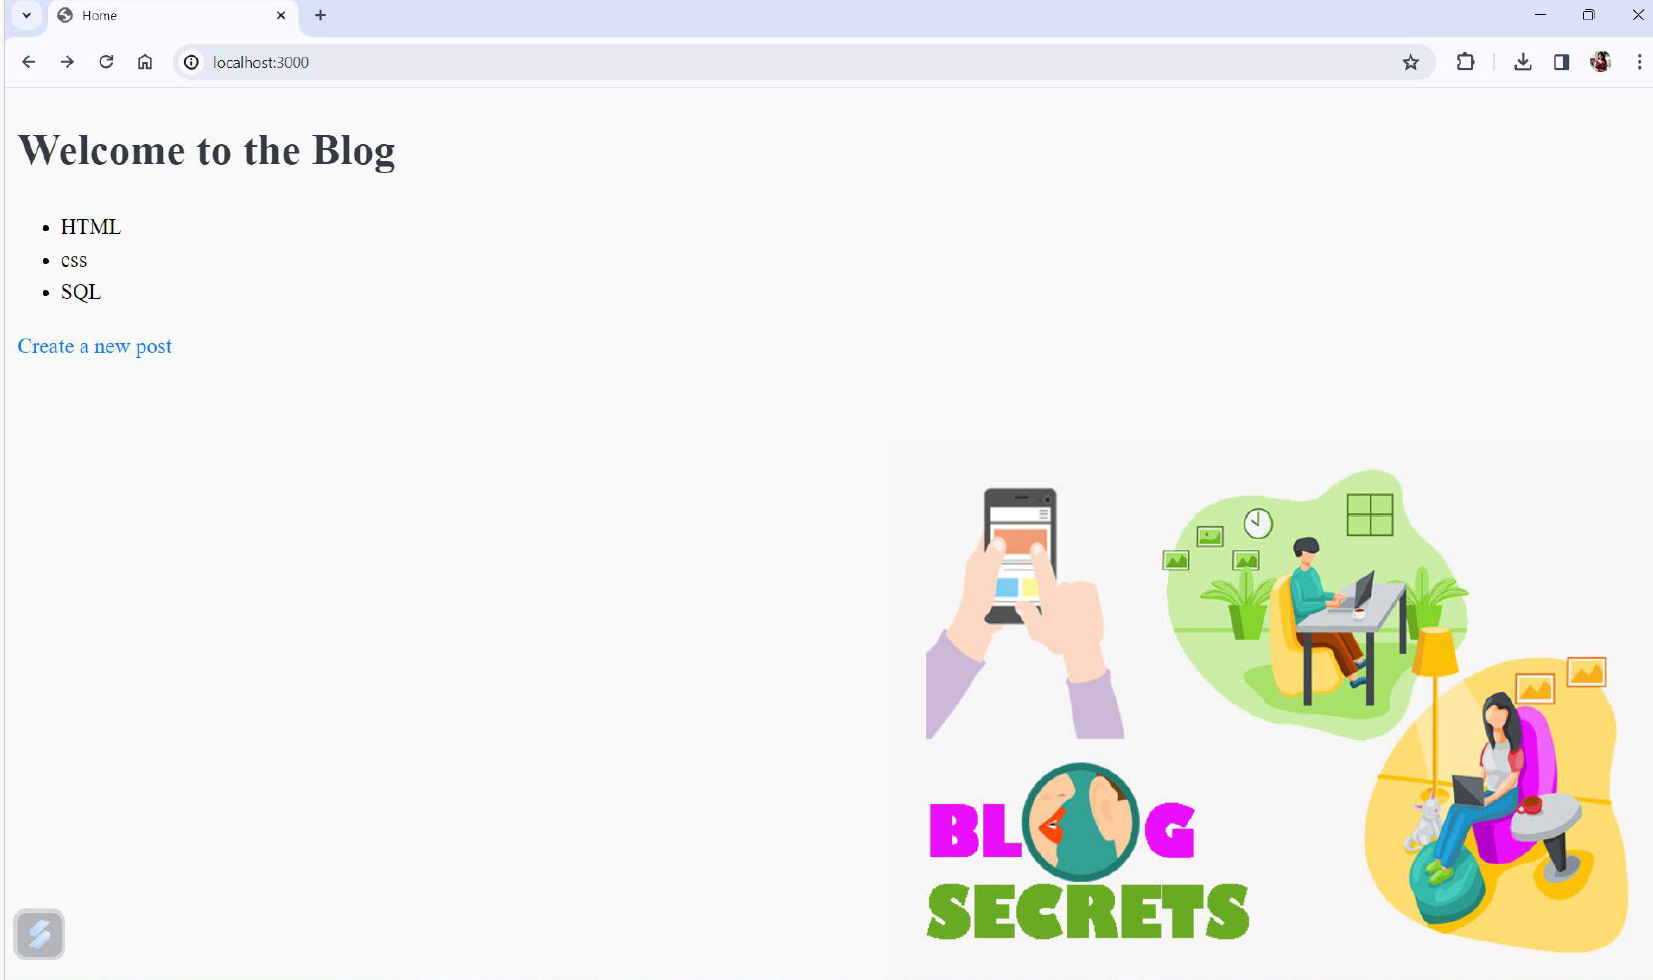 Home
localhost:3000
Welcome to the Blog
HTML
css
SQL
Create a new post
BLOG
SECRETS